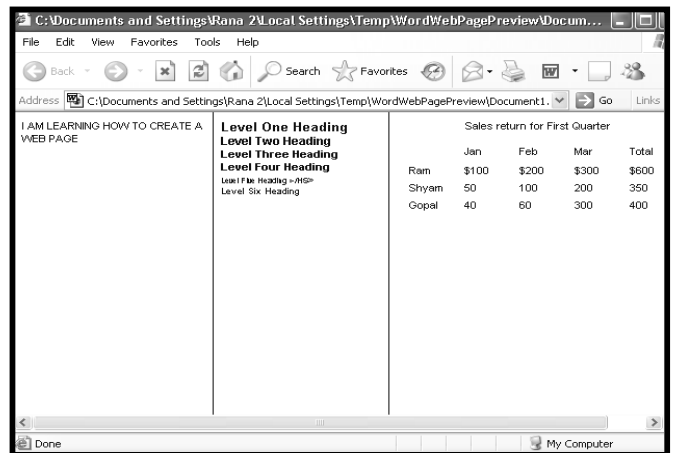 C:\Documents and Settings\Rana 2\Local Settings\Temp\WordWebPagePreview\Docum...
File Edit View Favorites Tools Help
Back Search Favorites
Address C:\Documents and Settings\Rana 2\Local Settings\Temp\WordWebPagePreview\Document1. Go Links
I AM LEARNING HOW TO CREATE A
WEB PAGE
Level One Heading
Level Two Heading
Level Three Heading
Level Four Heading
Level Five Heading </H5>
Level Six Heading
Sales return for First Quarter
Jan Feb Mar Total
Ram $100 $200 $300 $600
Shyam 50 100 200 350
Gopal 40 60 300 400
Done My Computer